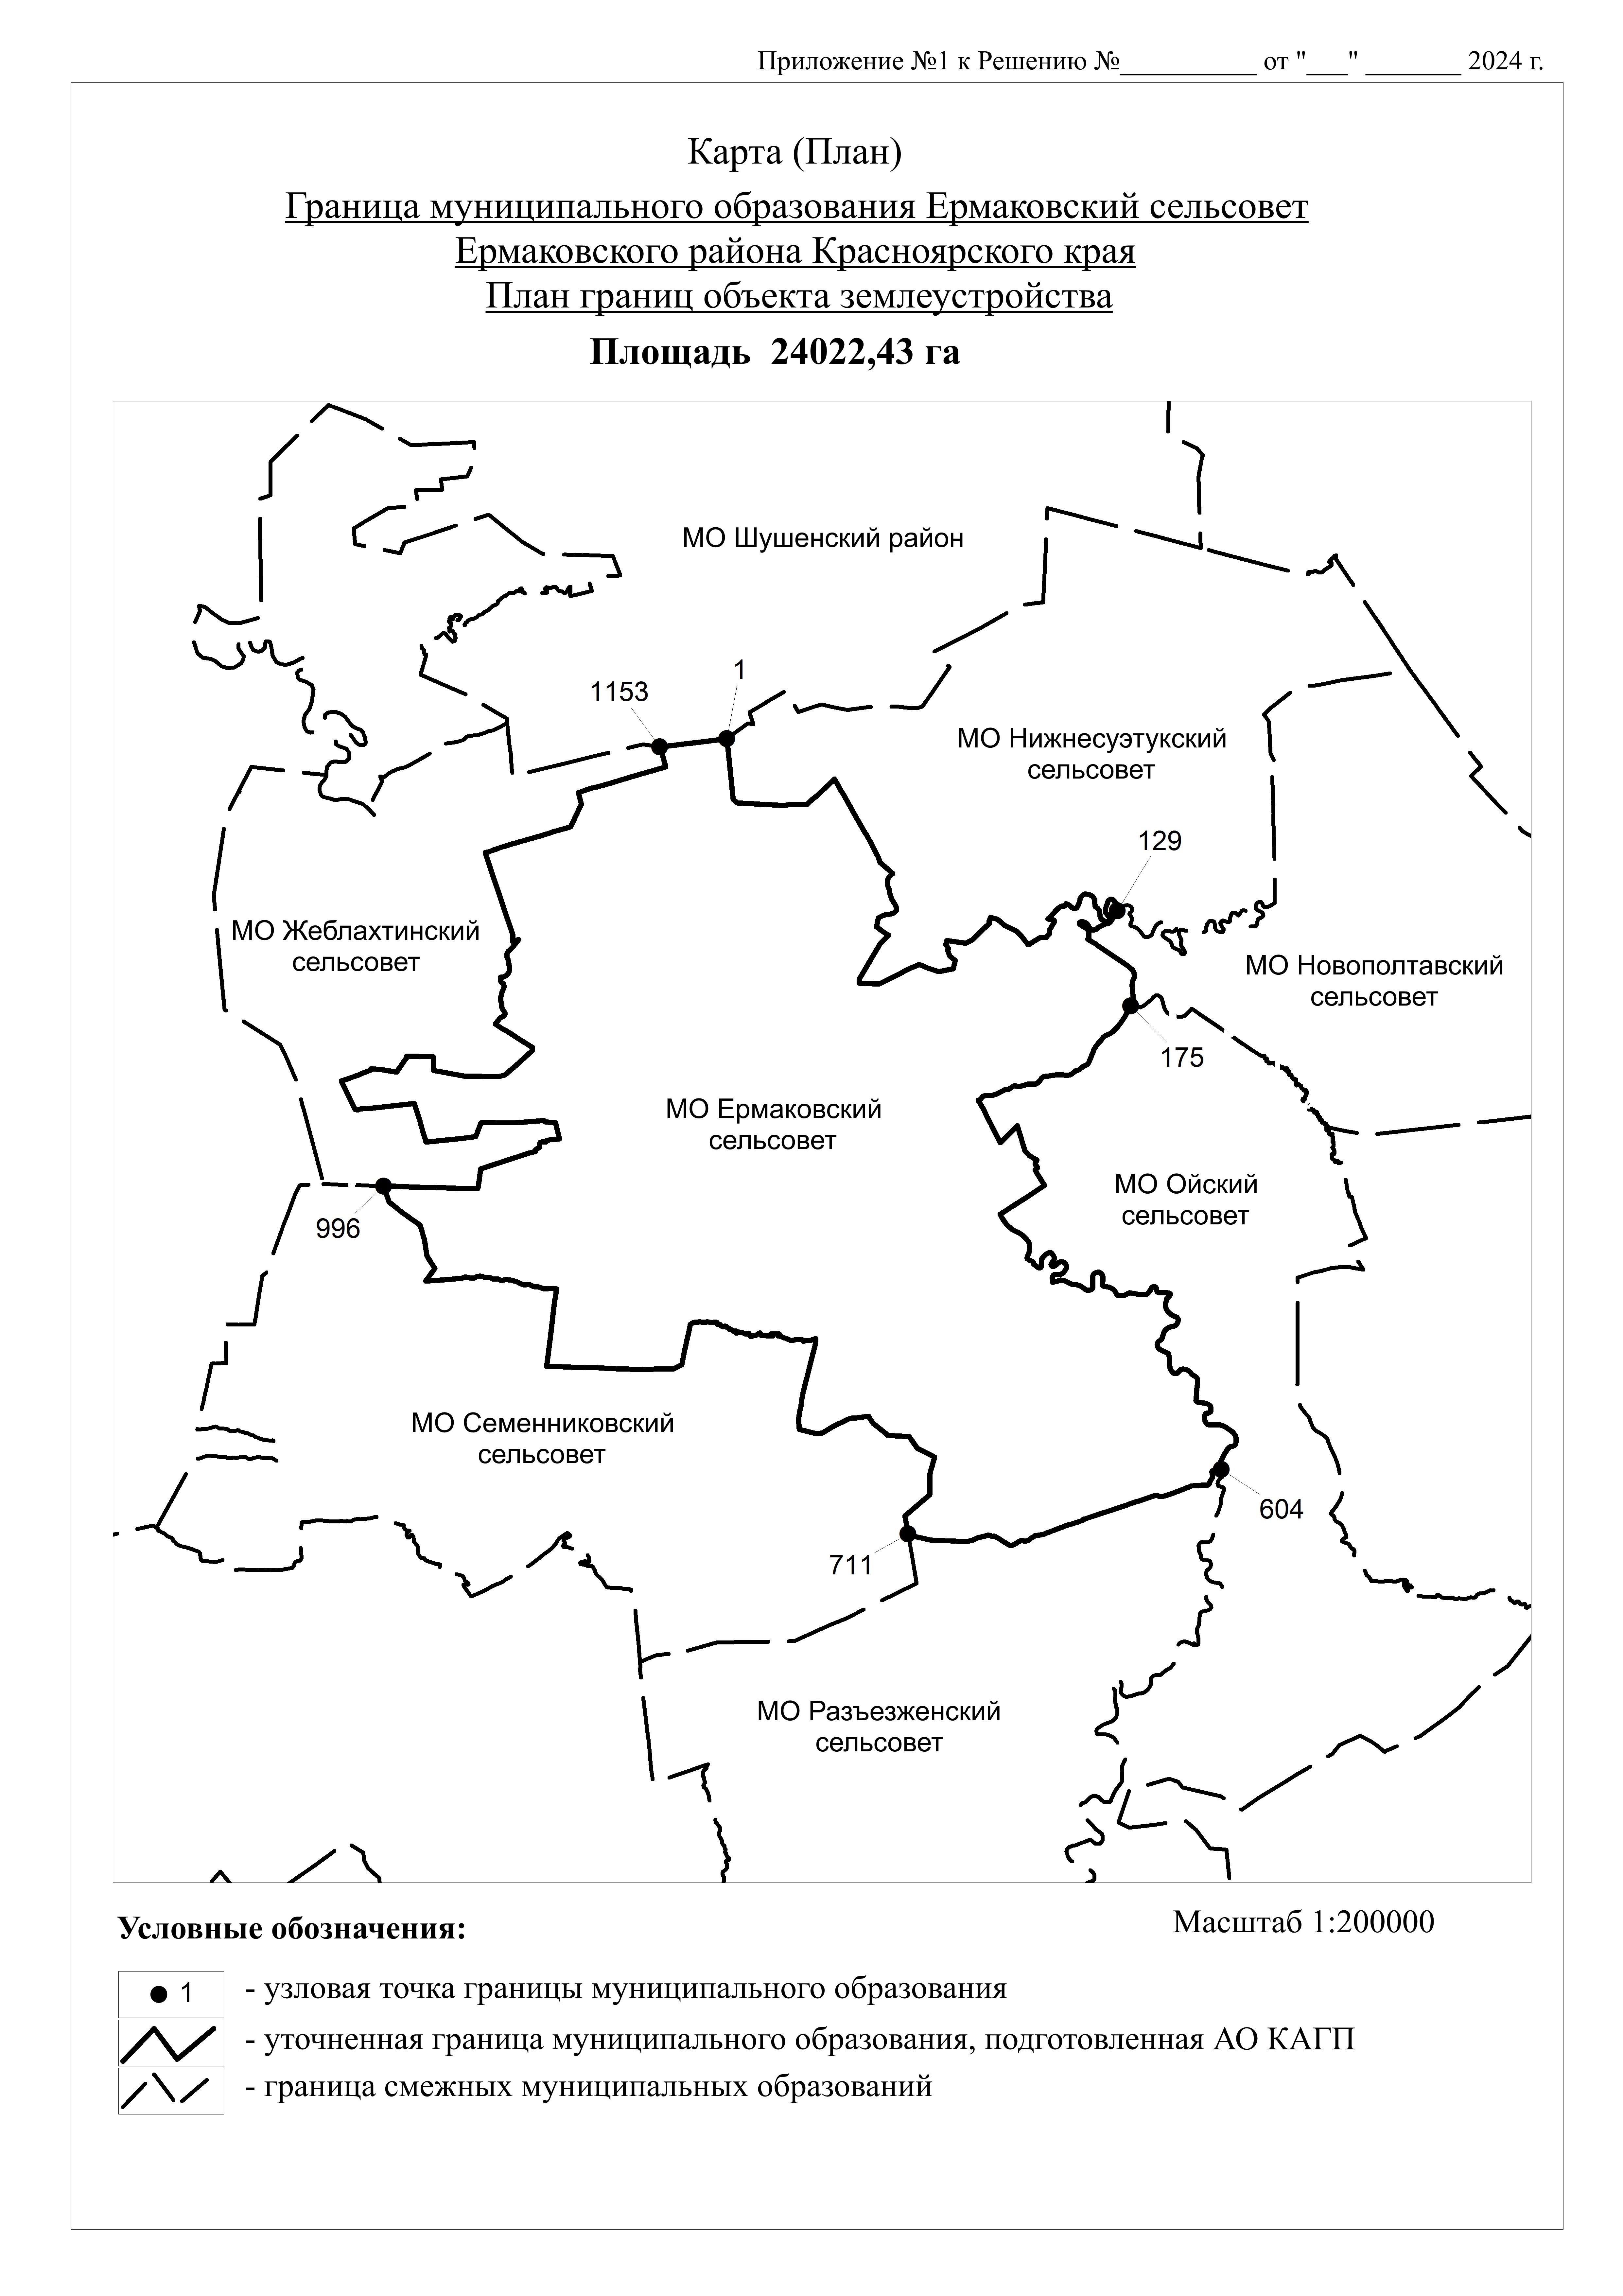 Приложение №1 к Решению №__________ от "___" _______ 2024 г.
Карта (План)
Граница муниципального образования Ермаковский сельсовет
Ермаковского района Красноярского края
План границ объекта землеустройства
Площадь 24022,43 га
МО Шушенский район
1
1153
МО Нижнесуэтукский
сельсовет
129
МО Жеблахтинский
сельсовет
МО Новополтавский
сельсовет
175
МО Ермаковский
сельсовет
МО Ойский
сельсовет
996
МО Семенниковский
сельсовет
604
711
МО Разъезженский
сельсовет
Условные обозначения:
Масштаб 1:200000
1 - узловая точка границы муниципального образования
- уточненная граница муниципального образования, подготовленная АО КАГП
- граница смежных муниципальных образований